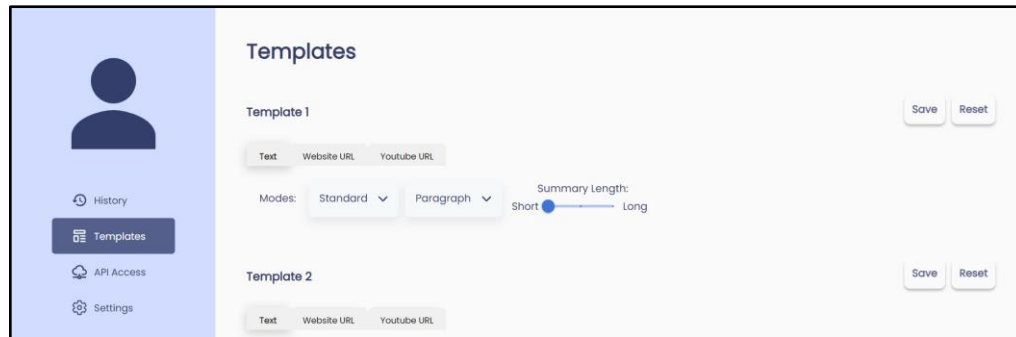 Templates
Template 1
Save Reset
Text Website URL Youtube URL
Modes: Standard Paragraph
Summary Length:
Short Long
Template 2
Save Reset
Text Website URL Youtube URL
History
Templates
API Access
Settings